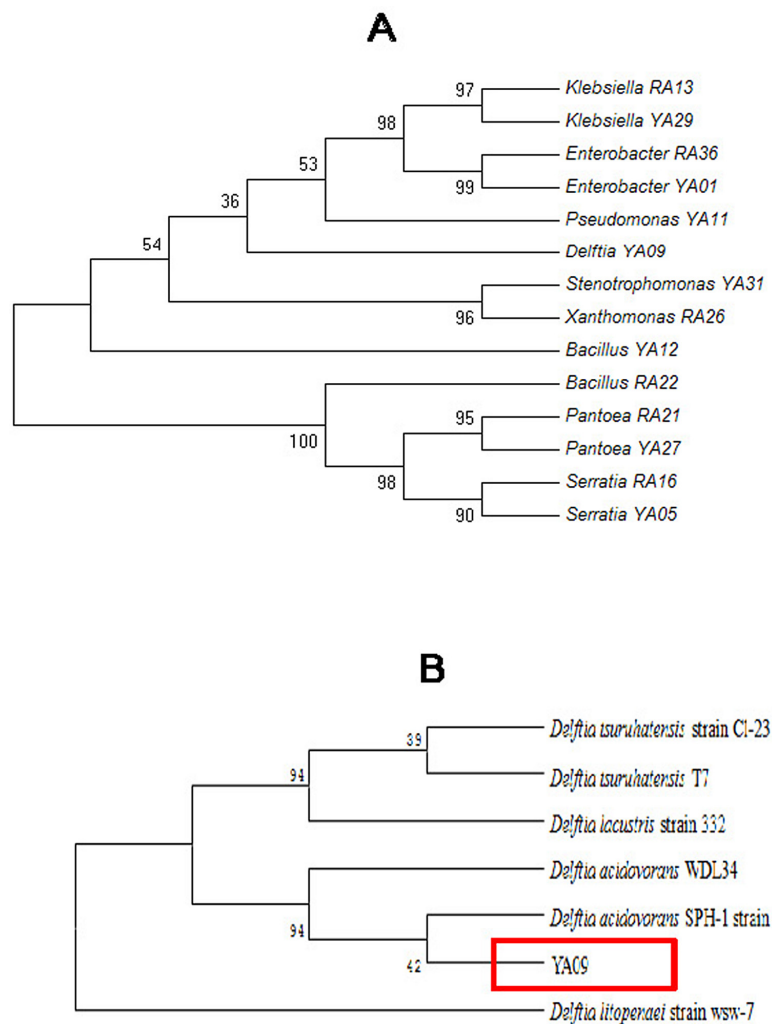 A
97
Klebsiella RA13
Klebsiella YA29
98
Enterobacter RA36
99
Enterobacter YA01
53
Pseudomonas YA11
36
Delftia YA09
54
Stenotrophomonas YA31
96
Xanthomonas RA26
Bacillus YA12
Bacillus RA22
100
95
Pantoea RA21
Pantoea YA27
98
Serratia RA16
90
Serratia YA05
B
39
Delftia tsuruhatensis strain Cl-23
Delftia tsuruhatensis T7
94
Delftia lacustris strain 332
Delftia acidovorans WDL34
94
Delftia acidovorans SPH-1 strain
42
YA09
Delftia litopenaei strain wsw-7